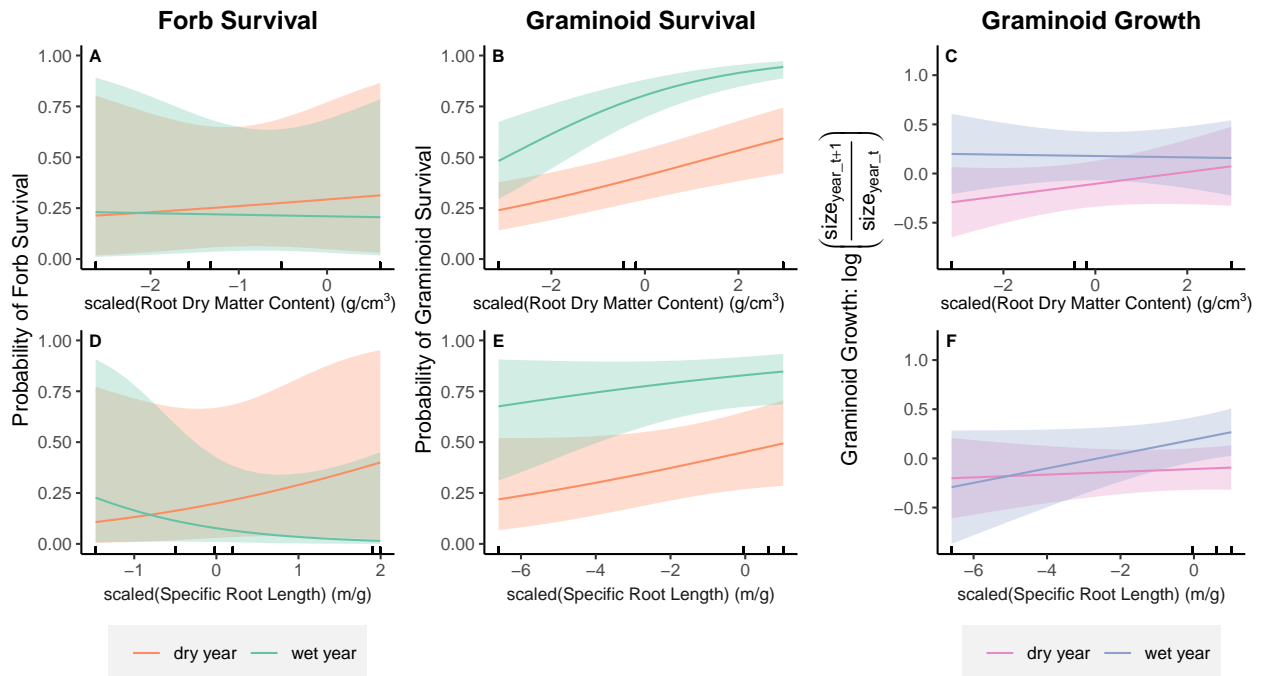 Forb Survival
Graminoid Survival
Graminoid Growth
Probability of Forb Survival
Probability of Graminoid Survival
Graminoid Growth: log (size_year_t+1 / size_year_t)
A
1.00
0.75
0.50
0.25
0.00
−2 −1 0
scaled(Root Dry Matter Content) (g/cm³)
B
1.00
0.75
0.50
0.25
0.00
−2 0 2
scaled(Root Dry Matter Content) (g/cm³)
C
1.0
0.5
0.0
−0.5
−2 0 2
scaled(Root Dry Matter Content) (g/cm³)
D
1.00
0.75
0.50
0.25
0.00
−1 0 1 2
scaled(Specific Root Length) (m/g)
E
1.00
0.75
0.50
0.25
0.00
−6 −4 −2 0
scaled(Specific Root Length) (m/g)
F
1.0
0.5
0.0
−0.5
−6 −4 −2 0
scaled(Specific Root Length) (m/g)
dry year wet year
dry year wet year